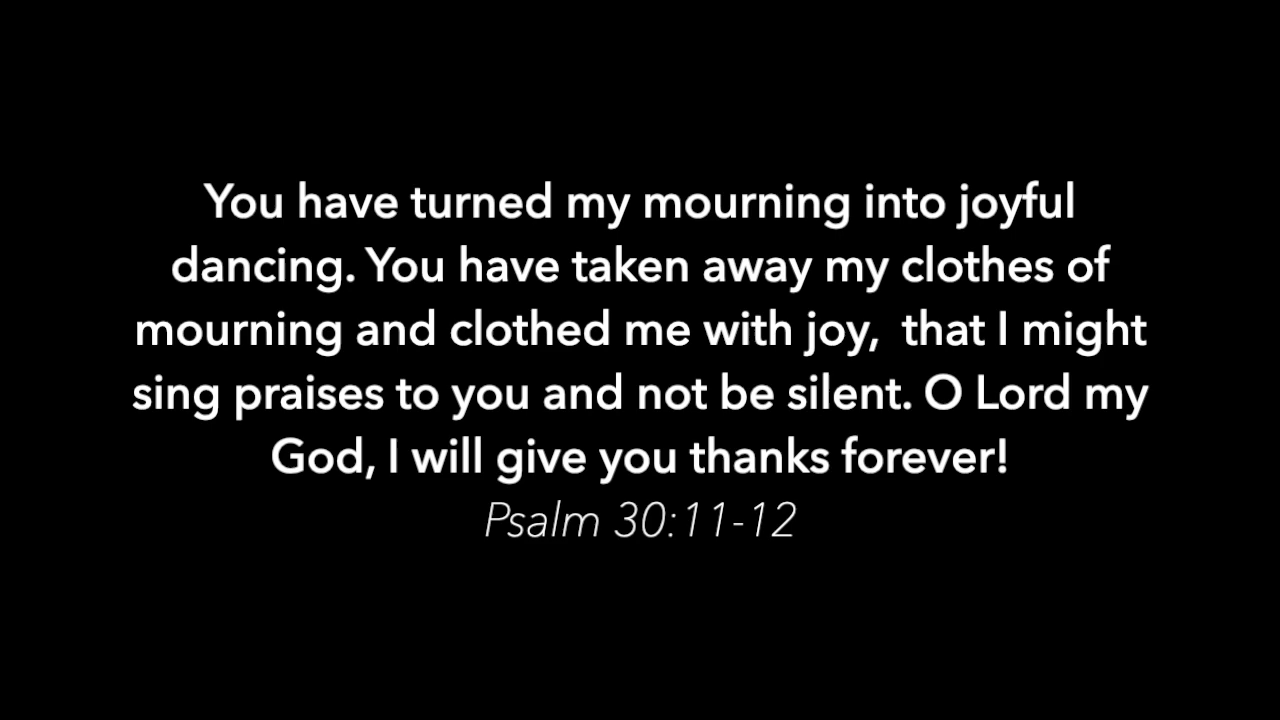 You have turned my mourning into joyful
dancing. You have taken away my clothes of
mourning and clothed me with joy,  that I might
sing praises to you and not be silent. O Lord my
God, I will give you thanks forever!
Psalm 30:11-12